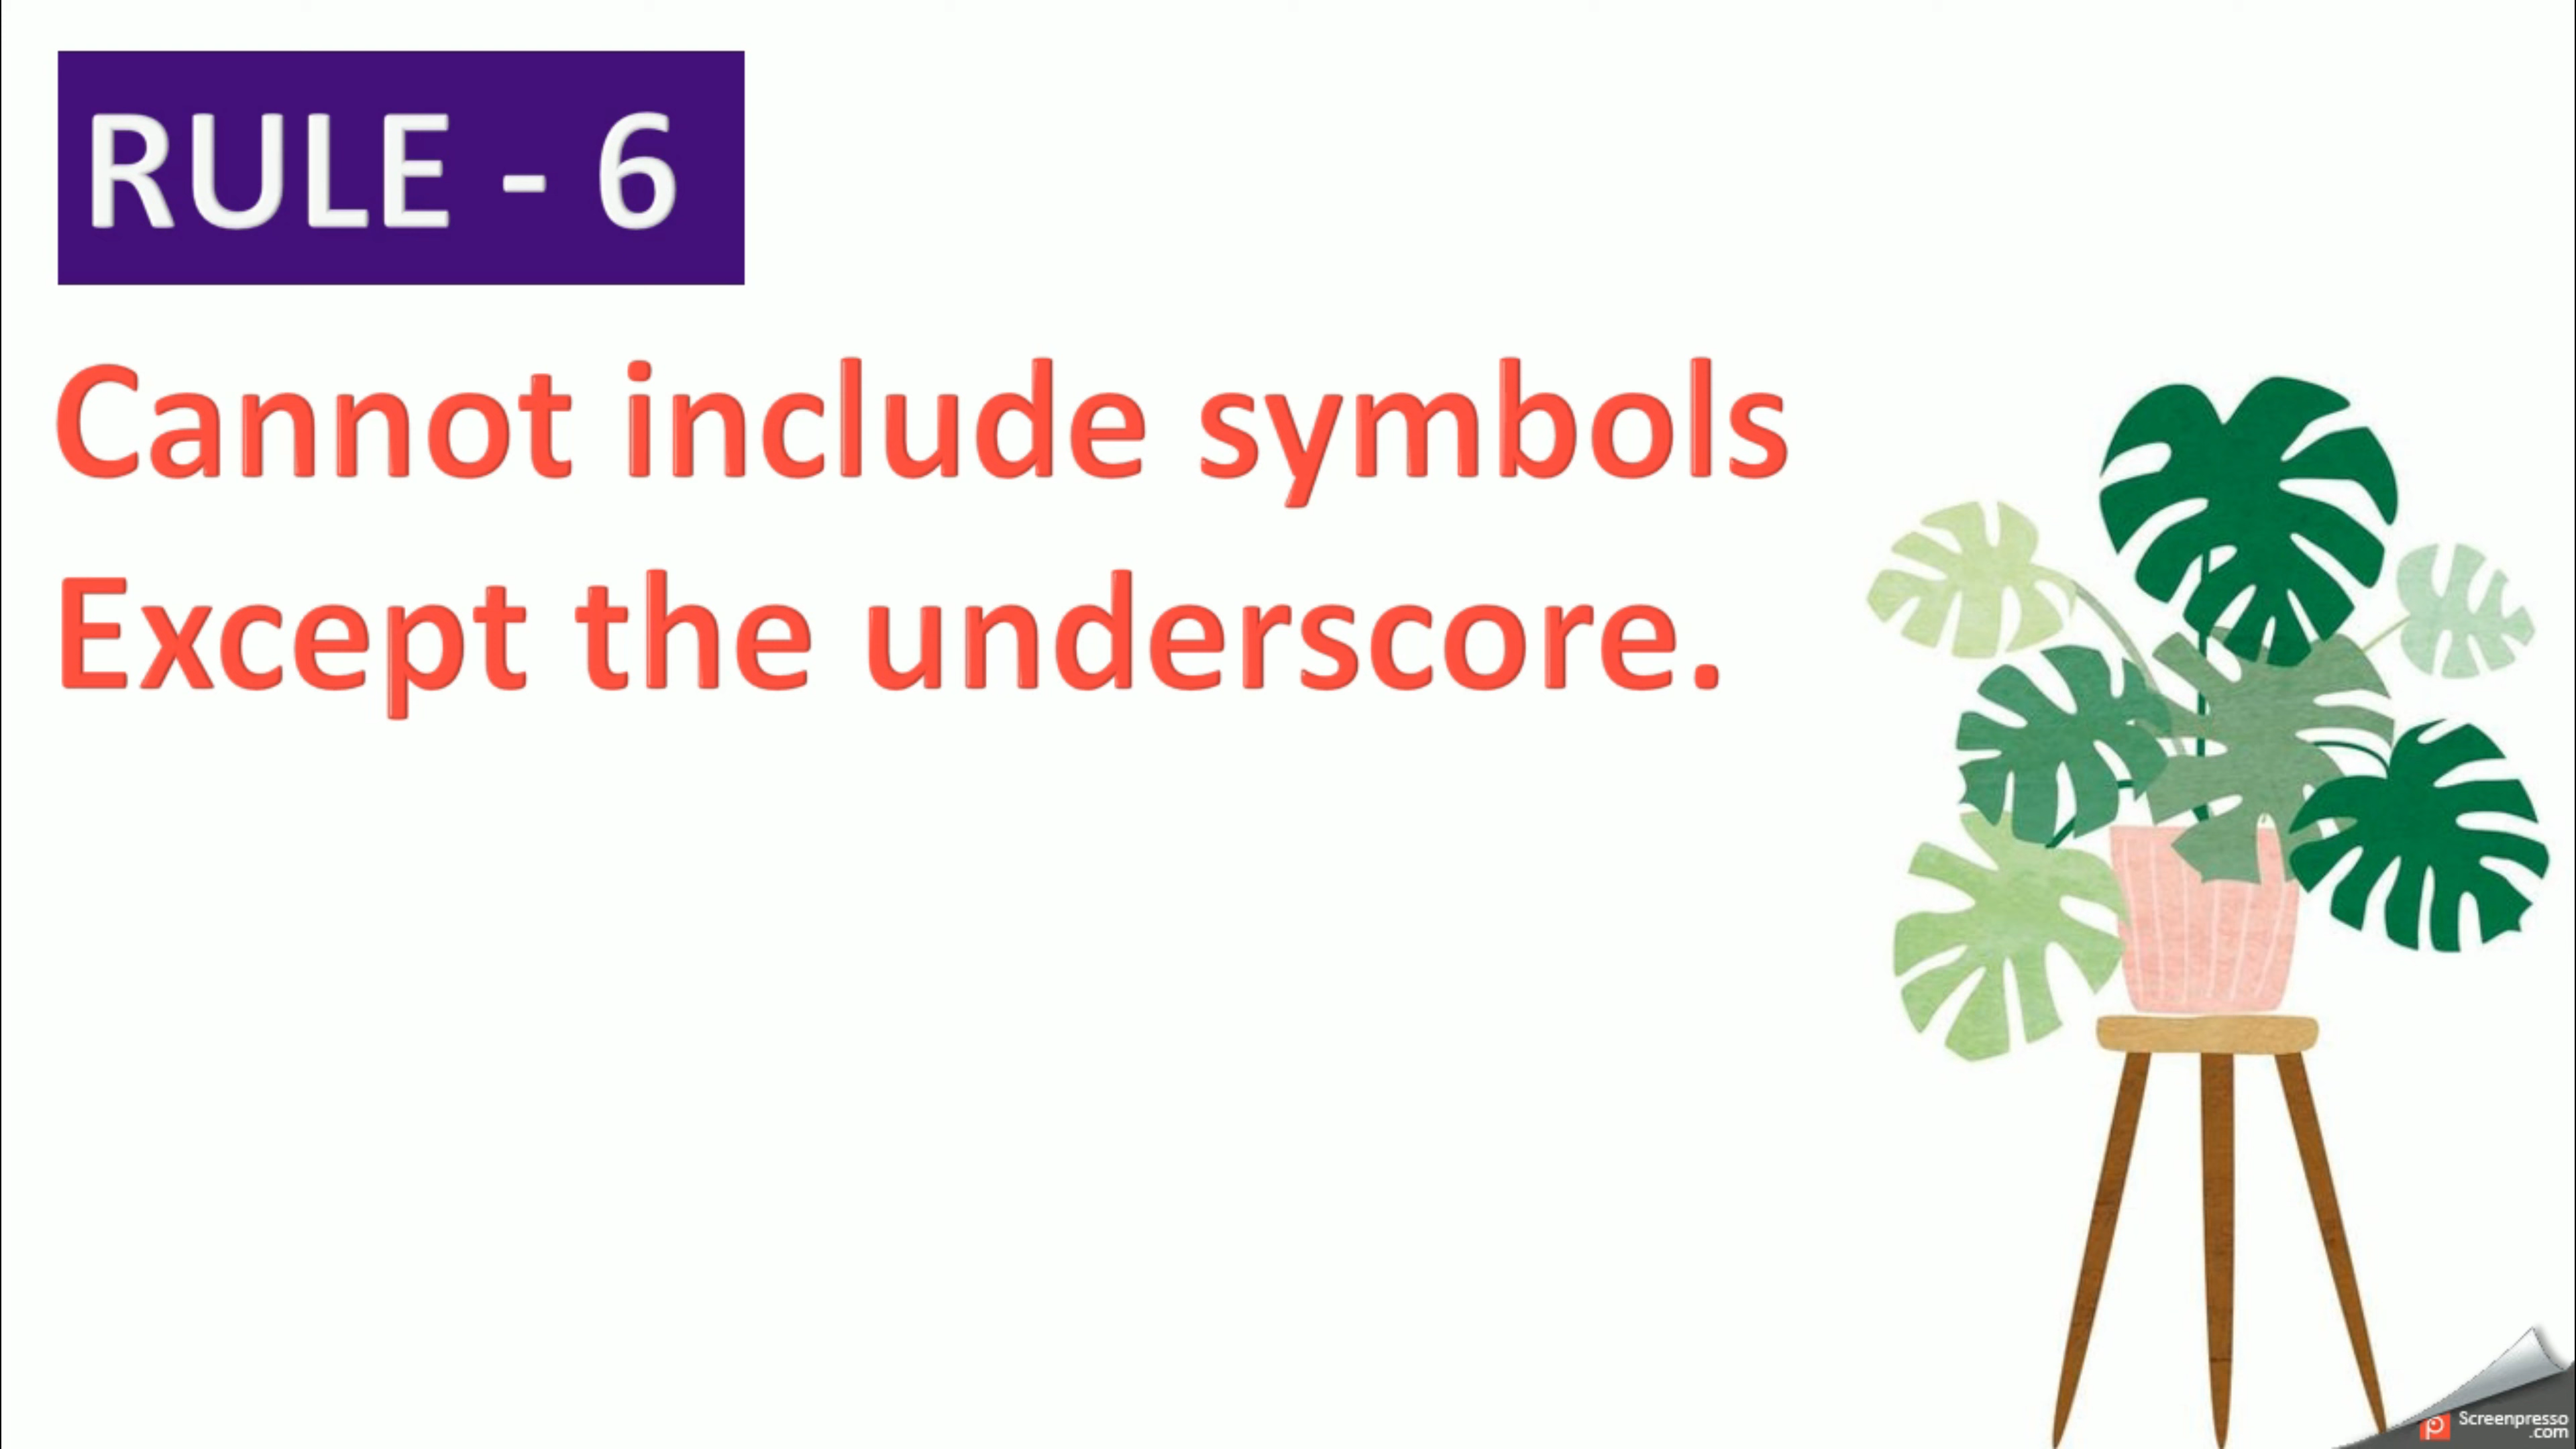 RULE - 6
Cannot include symbols
Except the underscore.
Screenpresso
.com